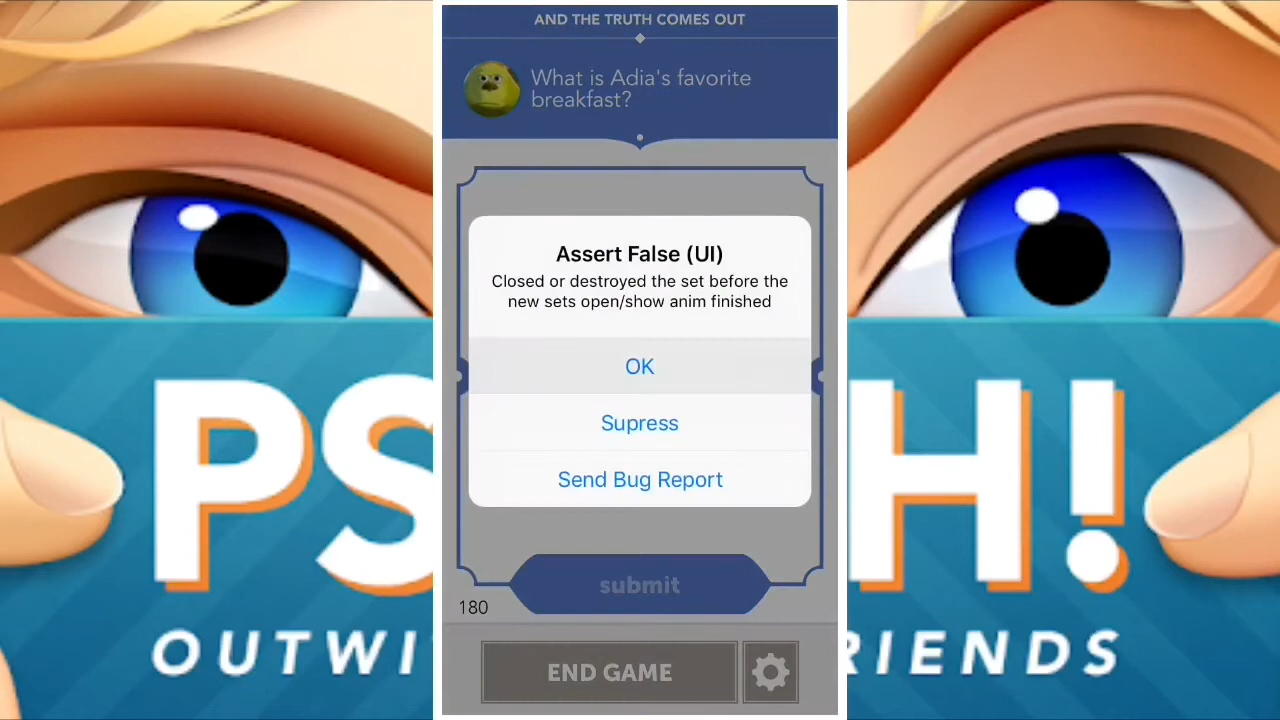 AND THE TRUTH COMES OUT
What is Adia's favorite
breakfast?
Assert False (UI)
Closed or destroyed the set before the
new sets open/show anim finished
OK
Supress
Send Bug Report
submit
180
END GAME
PS
H!
OUTWI
RIENDS